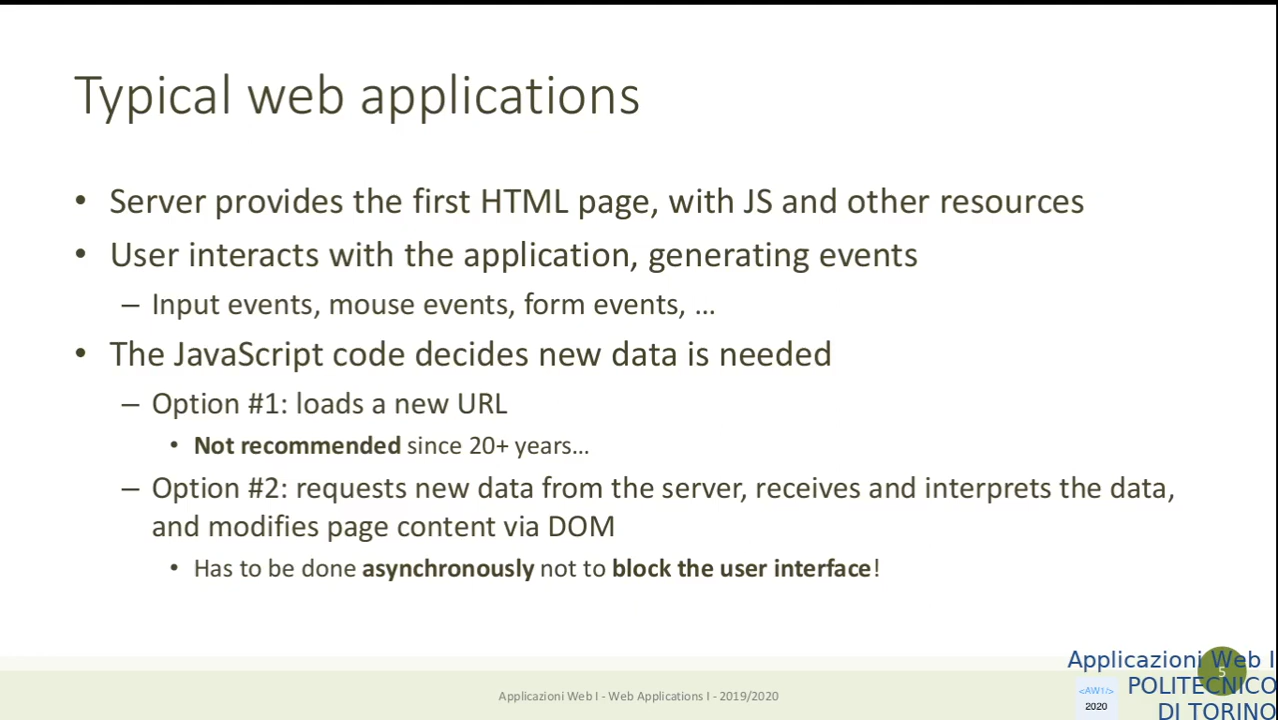 Typical web applications
• Server provides the first HTML page, with JS and other resources
• User interacts with the application, generating events
– Input events, mouse events, form events, …
• The JavaScript code decides new data is needed
– Option #1: loads a new URL
• Not recommended since 20+ years…
– Option #2: requests new data from the server, receives and interprets the data,
and modifies page content via DOM
• Has to be done asynchronously not to block the user interface!
Applicazioni Web I - Web Applications I - 2019/2020
5
Applicazioni Web I
POLITECNICO
DI TORINO
<AW1/>
2020